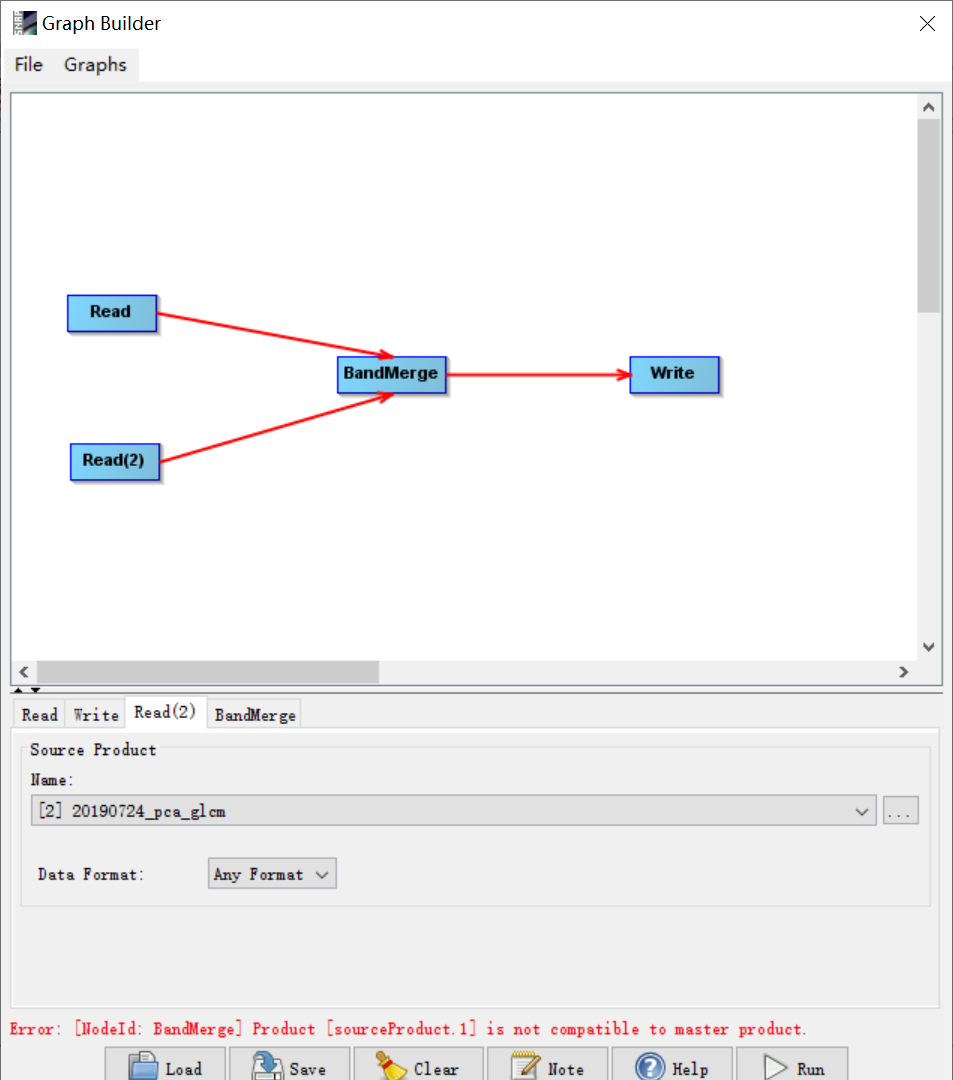 Graph Builder
File Graphs
Read
BandMerge
Write
Read(2)
Read Write Read(2) BandMerge
Source Product
Name:
[2] 20190724_pca_glcm
...
Data Format: Any Format
Error: [NodeId: BandMerge] Product [sourceProduct.1] is not compatible to master product.
Load Save Clear Note Help Run